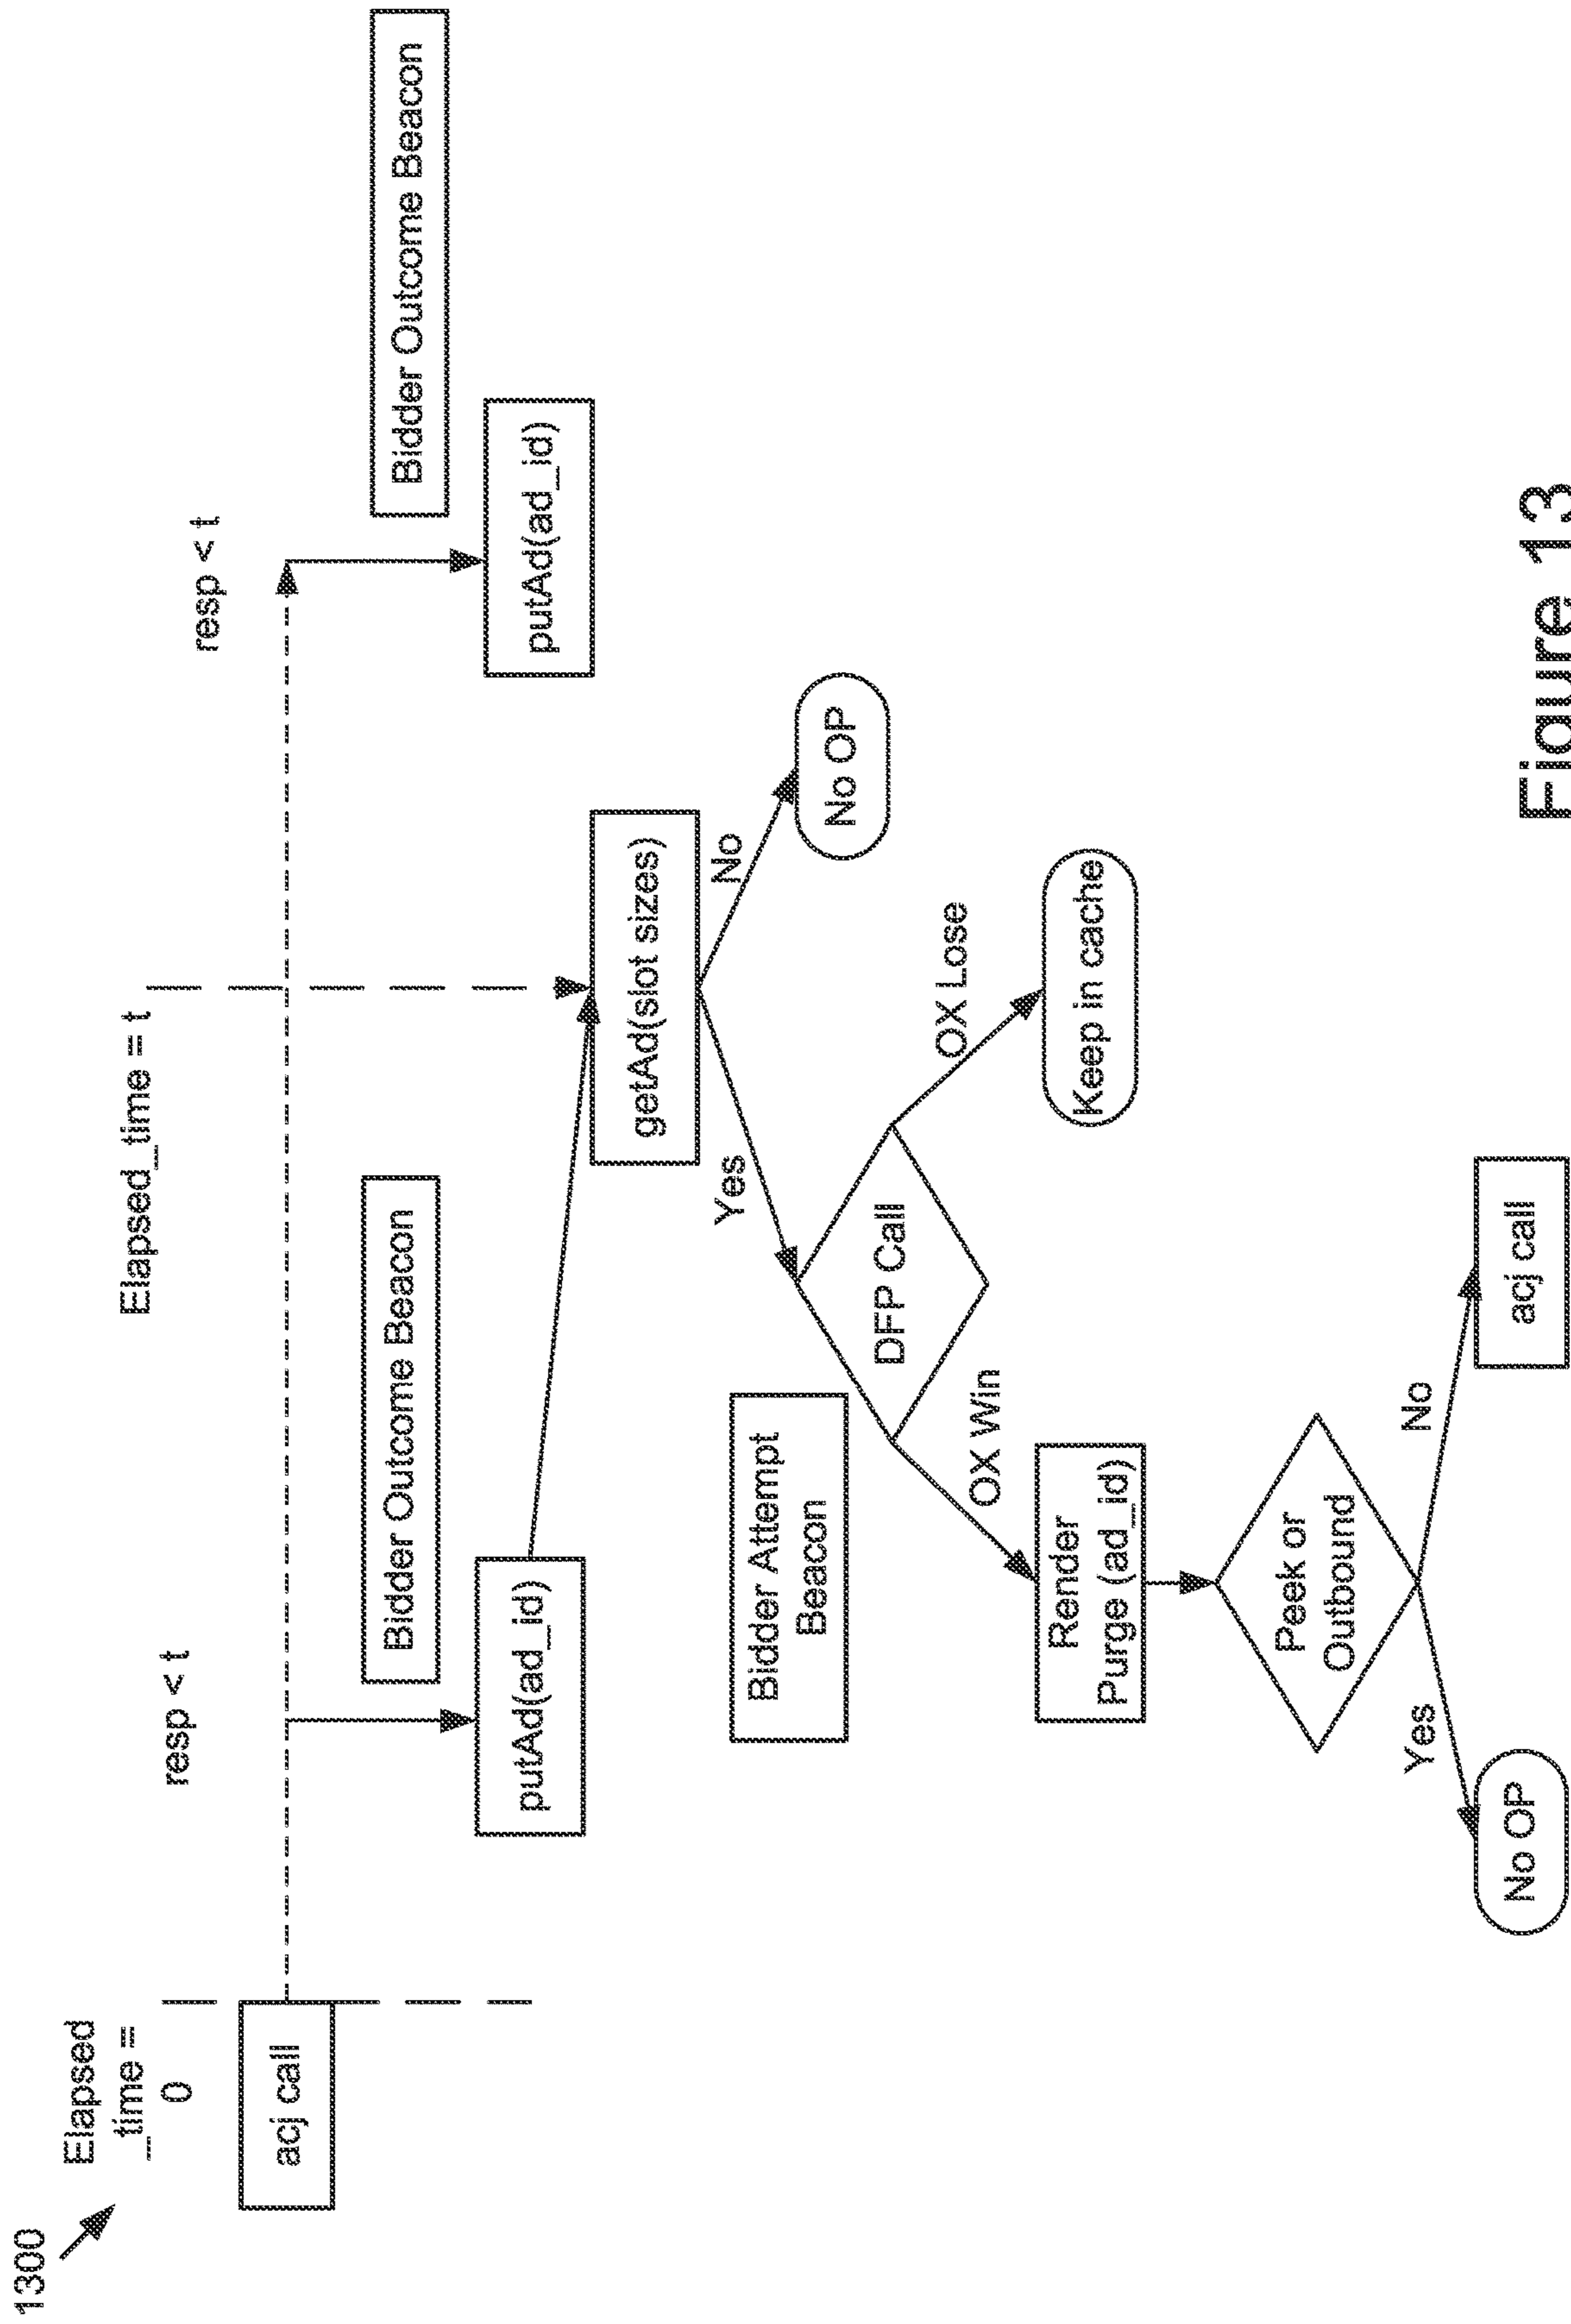 1300
Elapsed
_time =
0
acj call
resp < t
Elapsed_time = t
resp < t
Bidder Outcome Beacon
Bidder Outcome Beacon
putAd(ad_id)
putAd(ad_id)
getAd(slot sizes)
Yes
No
Bidder Attempt
Beacon
DFP Call
No OP
OX Win
OX Lose
Render
Purge (ad_id)
Keep in cache
Peek or
Outbound
Yes
No
No OP
acj call
Figure 13